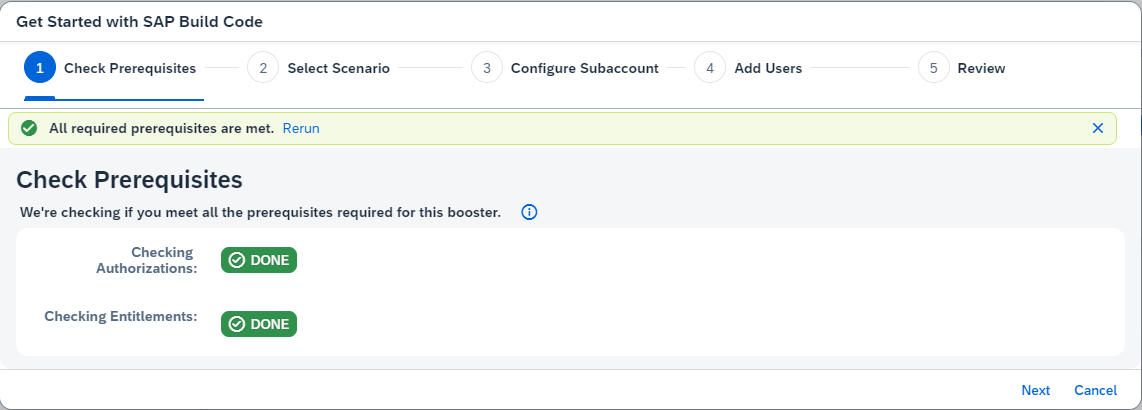 Get Started with SAP Build Code
1 Check Prerequisites 2 Select Scenario 3 Configure Subaccount 4 Add Users 5 Review
All required prerequisites are met. Rerun
Check Prerequisites
We're checking if you meet all the prerequisites required for this booster.
Checking
Authorizations:
DONE
Checking Entitlements:
DONE
Next Cancel